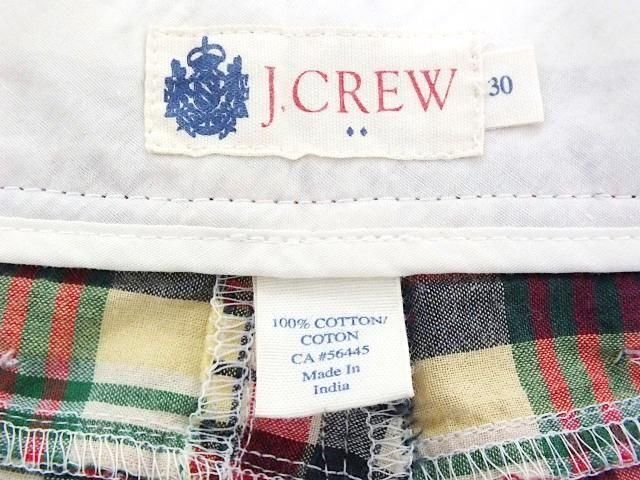 J.CREW
30
100% COTTON/
COTON
CA #56445
Made In
India